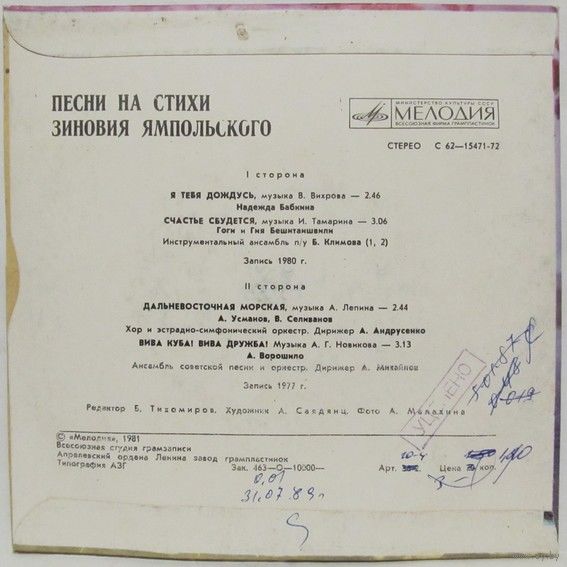 ПЕСНИ НА СТИХИ
ЗИНОВИЯ ЯМПОЛЬСКОГО
МИНИСТЕРСТВО КУЛЬТУРЫ СССР
МЕЛОДИЯ
ВСЕСОЮЗНАЯ ФИРМА ГРАМПЛАСТИНОК
СТЕРЕО С 62—15471-72
I сторона
Я ТЕБЯ ДОЖДУСЬ, музыка В. Вихрова — 2.46
Надежда Бабкина
СЧАСТЬЕ СБУДЕТСЯ, музыка И. Тамарина — 3.06
Гоги и Гия Бешитаишвили
Инструментальный ансамбль п/у Б. Климова (1, 2)
Запись 1980 г.
II сторона
ДАЛЬНЕВОСТОЧНАЯ МОРСКАЯ, музыка А. Лепина — 2.44
А. Усманов, В. Селиванов
Хор и эстрадно-симфонический оркестр. Дирижер А. Андрусенко
ВИВА КУБА! ВИВА ДРУЖБА! Музыка А. Г. Новикова — 3.13
А. Ворошило
Ансамбль советской песни и оркестр. Дирижер А. Михайлов
Запись 1977 г.
УЦЕНЕНО
Редактор Б. Тихомиров. Художник А. Саядянц. Фото А. Малахина
© «Мелодия», 1981
Всесоюзная студия грамзаписи
Апрелевский ордена Ленина завод грампластинок
Типография АЗГ Зак. 463—О—10000— Арт. Цена коп.
0,01
31.07.89г